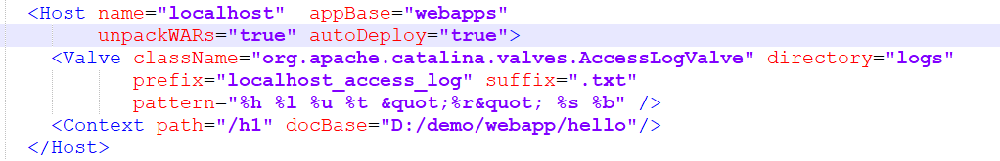 <Host name="localhost"  appBase="webapps"
unpackWARs="true" autoDeploy="true">
<Valve className="org.apache.catalina.valves.AccessLogValve" directory="logs"
prefix="localhost_access_log" suffix=".txt"
pattern="%h %l %u %t &quot;%r&quot; %s %b" />
<Context path="/h1" docBase="D:/demo/webapp/hello"/>
</Host>